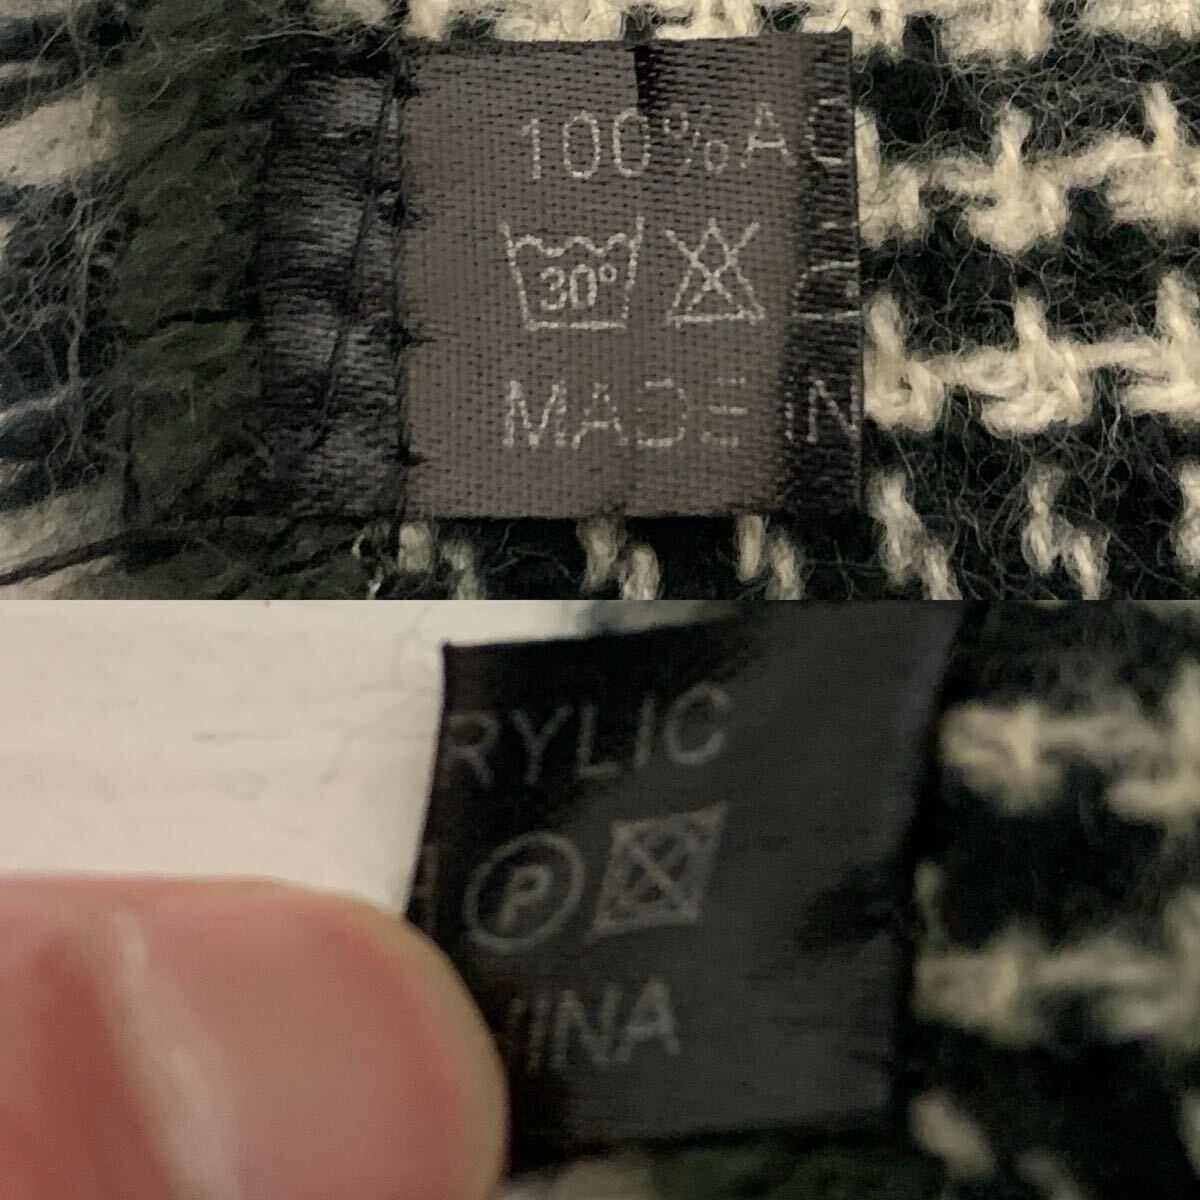 100% AC
30°
MADE IN
RYLIC
P
INA